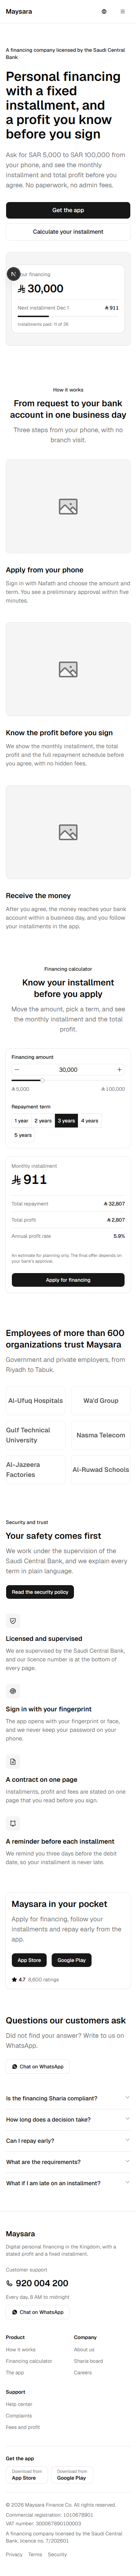 Maysara
A financing company licensed by the Saudi Central
Bank
Personal financing
with a fixed
installment, and
a profit you know
before you sign
Ask for SAR 5,000 to SAR 100,000 from
your phone, and see the monthly
installment and total profit before you
agree. No paperwork, no admin fees.
Get the app
Calculate your installment
N
Your financing
30,000
Next installment Dec 1
911
Installments paid: 11 of 36
How it works
From request to your bank
account in one business day
Three steps from your phone, with no
branch visit.
Apply from your phone
Sign in with Nafath and choose the amount and
term. You see a preliminary approval within five
minutes.
Know the profit before you sign
We show the monthly installment, the total
profit and the full repayment schedule before
you agree, with no hidden fees.
Receive the money
After you agree, the money reaches your bank
account within a business day, and you follow
your installments in the app.
Financing calculator
Know your installment
before you apply
Move the amount, pick a term, and see
the monthly installment and the total
profit.
Financing amount
30,000
5,000
100,000
Repayment term
1 year
2 years
3 years
4 years
5 years
Monthly installment
911
Total repayment
32,807
Total profit
2,807
Annual profit rate
5.9%
An estimate for planning only. The final offer depends on
your bank's approval.
Apply for financing
Employees of more than 600
organizations trust Maysara
Government and private employers, from
Riyadh to Tabuk.
Al-Ufuq Hospitals
Wa'd Group
Gulf Technical
University
Nasma Telecom
Al-Jazeera
Factories
Al-Ruwad Schools
Security and trust
Your safety comes first
We work under the supervision of the
Saudi Central Bank, and we explain every
term in plain language.
Read the security policy
Licensed and supervised
We are supervised by the Saudi Central Bank,
and our licence number is at the bottom of
every page.
Sign in with your fingerprint
The app opens with your fingerprint or face,
and we never keep your password on your
phone.
A contract on one page
Installments, profit and fees are stated on one
page that you read before you sign.
A reminder before each installment
We remind you three days before the debit
date, so your installment is never late.
Maysara in your pocket
Apply for financing, follow your
installments and repay early from the
app.
App Store
Google Play
4.7 8,600 ratings
Questions our customers ask
Did not find your answer? Write to us on
WhatsApp.
Chat on WhatsApp
Is the financing Sharia compliant?
How long does a decision take?
Can I repay early?
What are the requirements?
What if I am late on an installment?
Maysara
Digital personal financing in the Kingdom, with a
stated profit and a fixed installment.
Customer support
920 004 200
Every day, 8 AM to midnight
Chat on WhatsApp
Product
How it works
Financing calculator
The app
Company
About us
Sharia board
Careers
Support
Help center
Complaints
Fees and profit
Get the app
Download from
App Store
Download from
Google Play
© 2026 Maysara Finance Co. All rights reserved.
Commercial registration: 1010678901
VAT number: 300067890100003
A financing company licensed by the Saudi Central
Bank, licence no. 7/202601
Privacy
Terms
Security